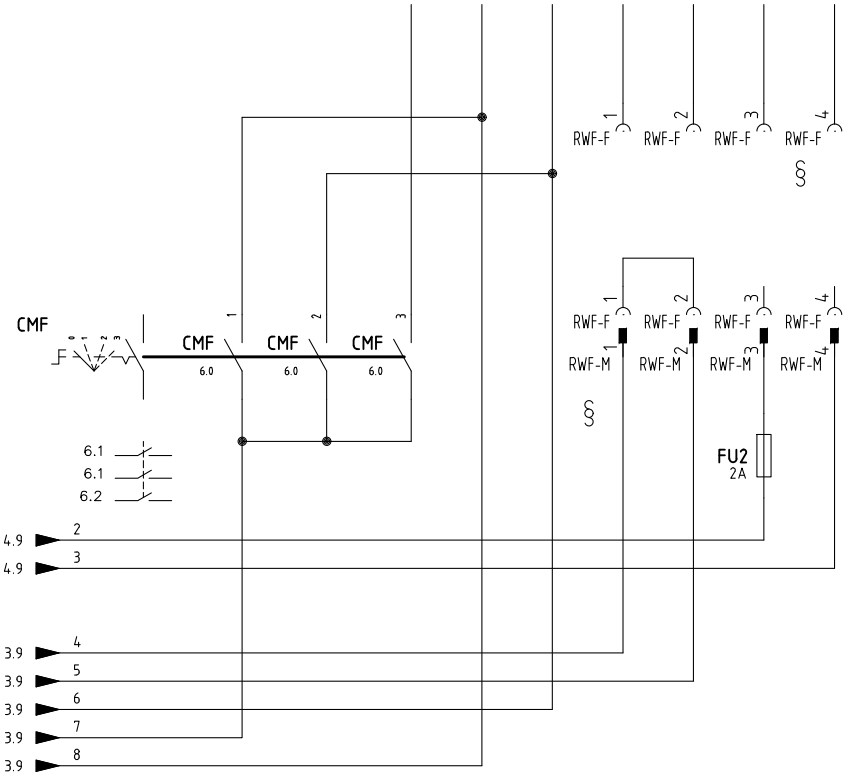 1 2 3 4
RWF-F RWF-F RWF-F RWF-F
§
1 2 3 4
RWF-F RWF-F RWF-F RWF-F
1 2 3 4
RWF-M RWF-M RWF-M RWF-M
§
CMF
0 1 2 3
1 2 3
CMF CMF CMF
6.0 6.0 6.0
6.1
6.1
6.2
FU2
2A
4.9 2
4.9 3
3.9 4
3.9 5
3.9 6
3.9 7
3.9 8